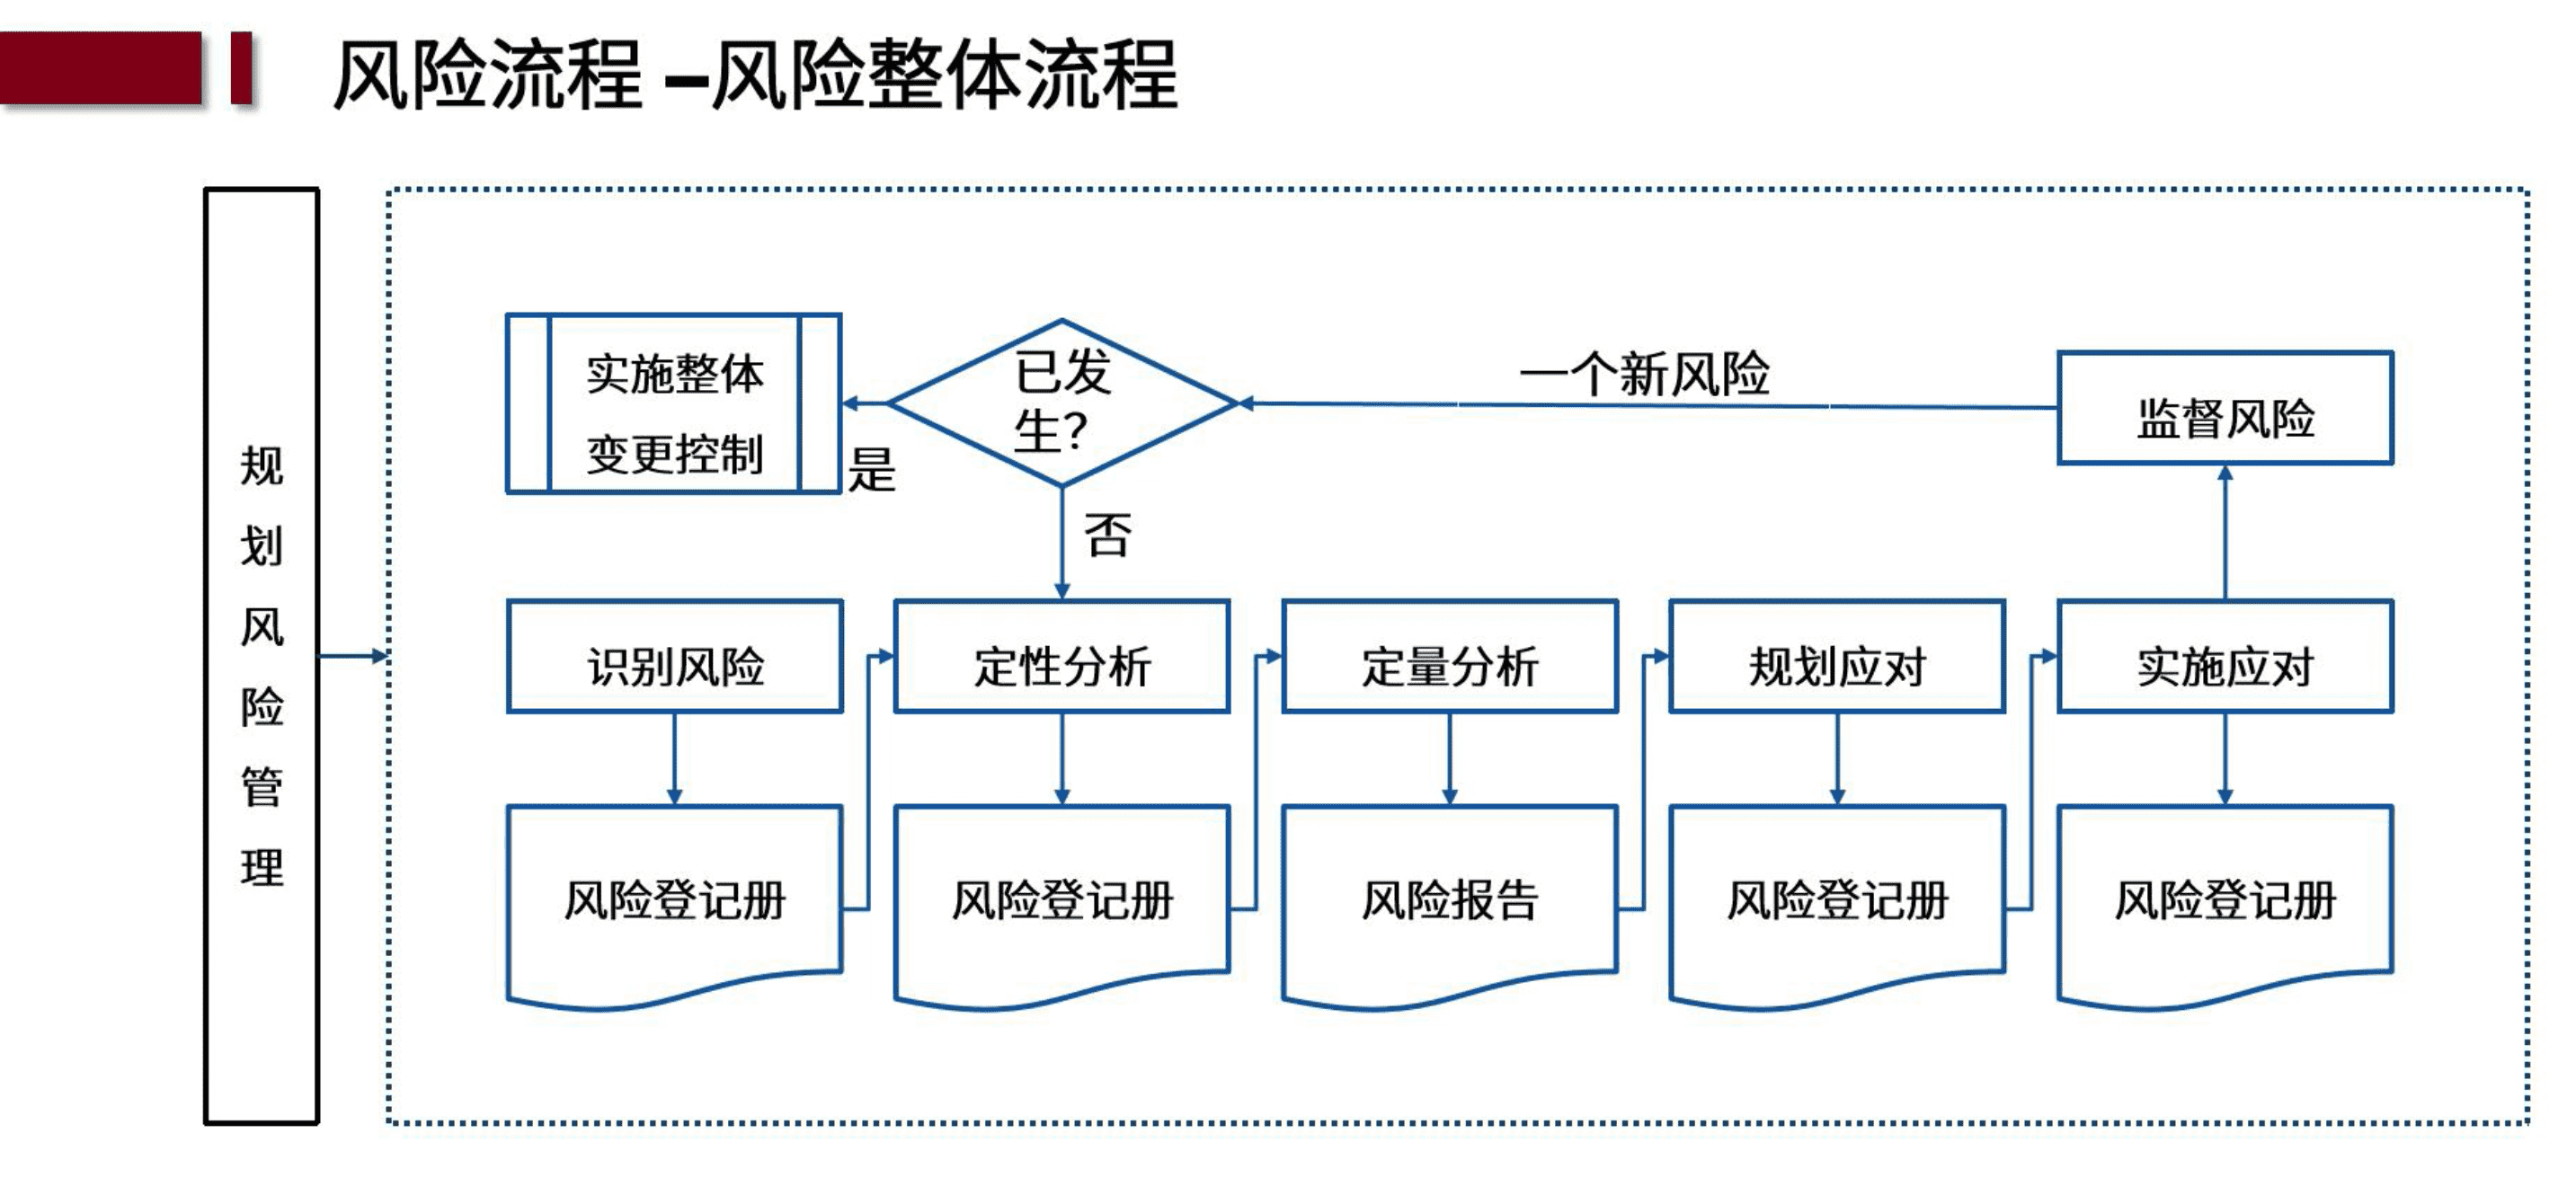 风险流程 –风险整体流程
规
划
风
险
管
理
实施整体
变更控制
是
已发
生?
否
一个新风险
监督风险
识别风险
定性分析
定量分析
规划应对
实施应对
风险登记册
风险登记册
风险报告
风险登记册
风险登记册